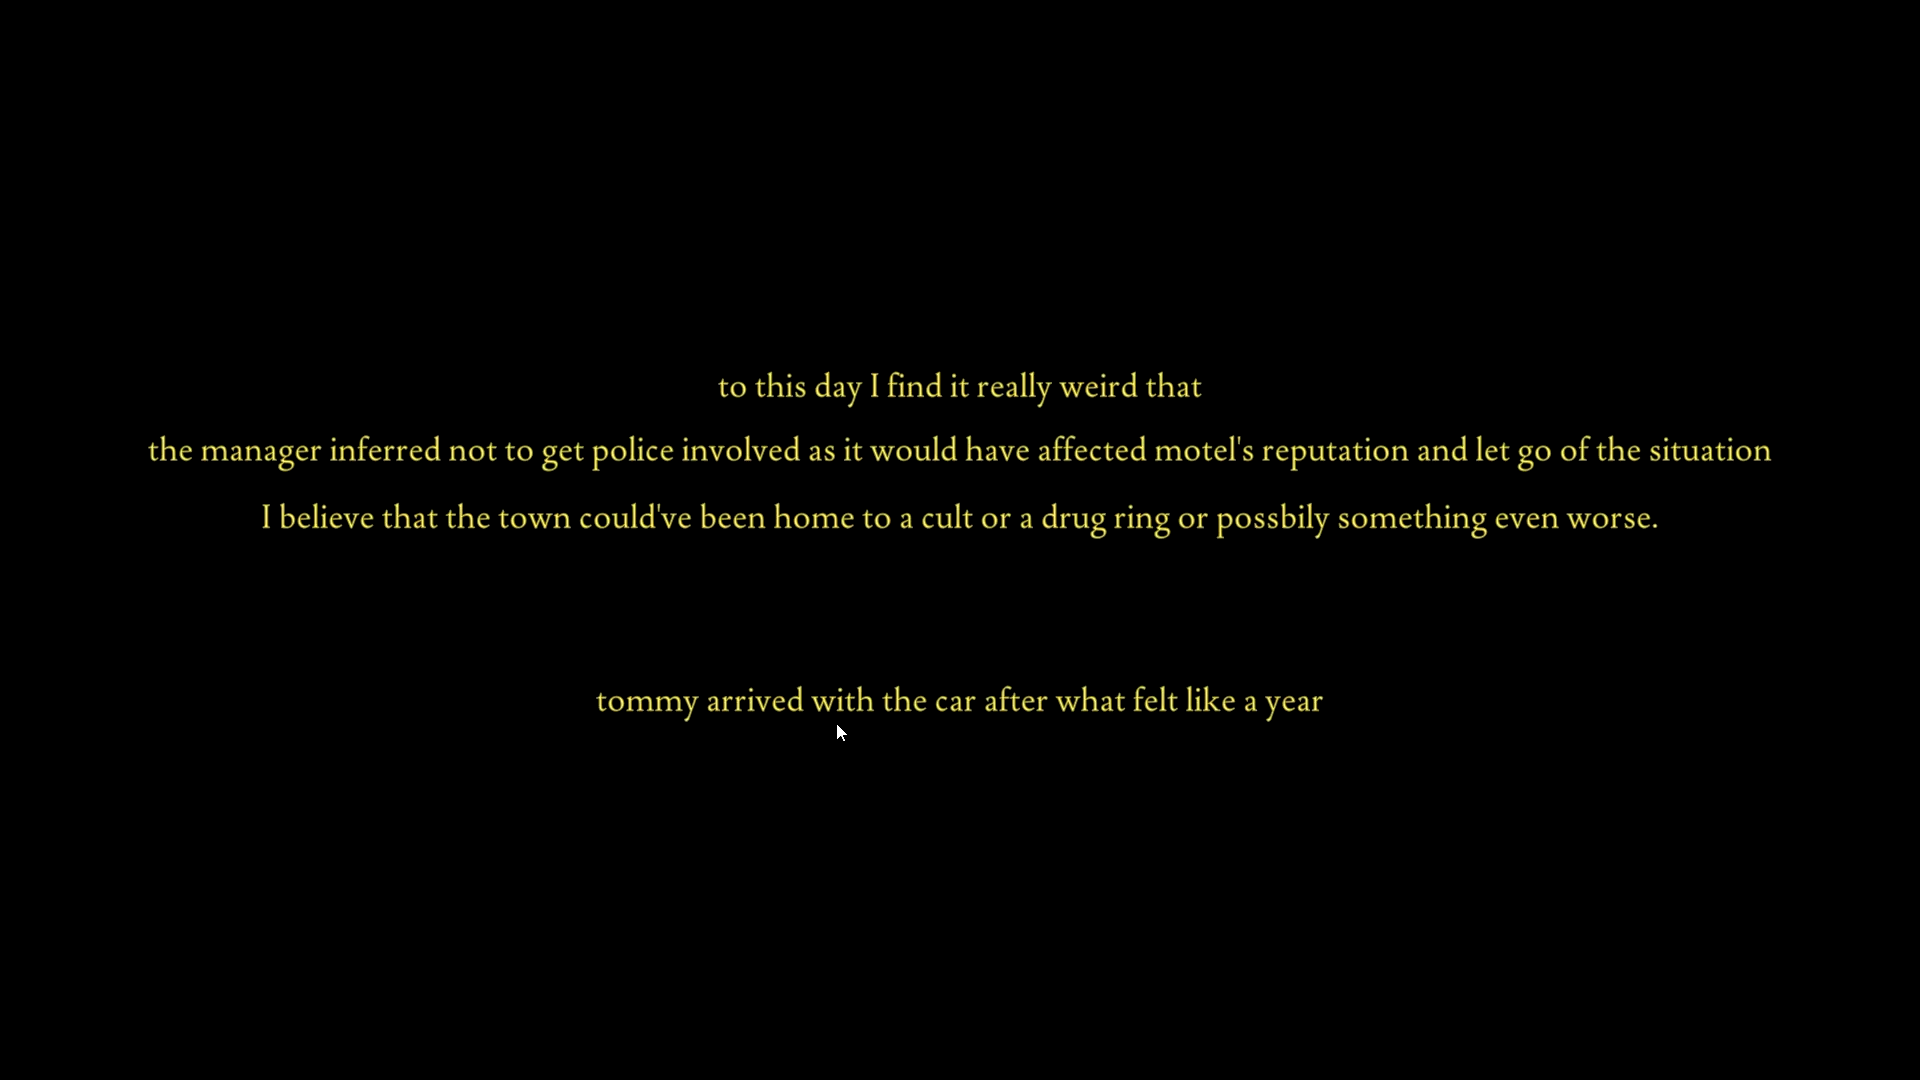 to this day I find it really weird that
the manager inferred not to get police involved as it would have affected motel's reputation and let go of the situation
I believe that the town could've been home to a cult or a drug ring or possbily something even worse.
tommy arrived with the car after what felt like a year